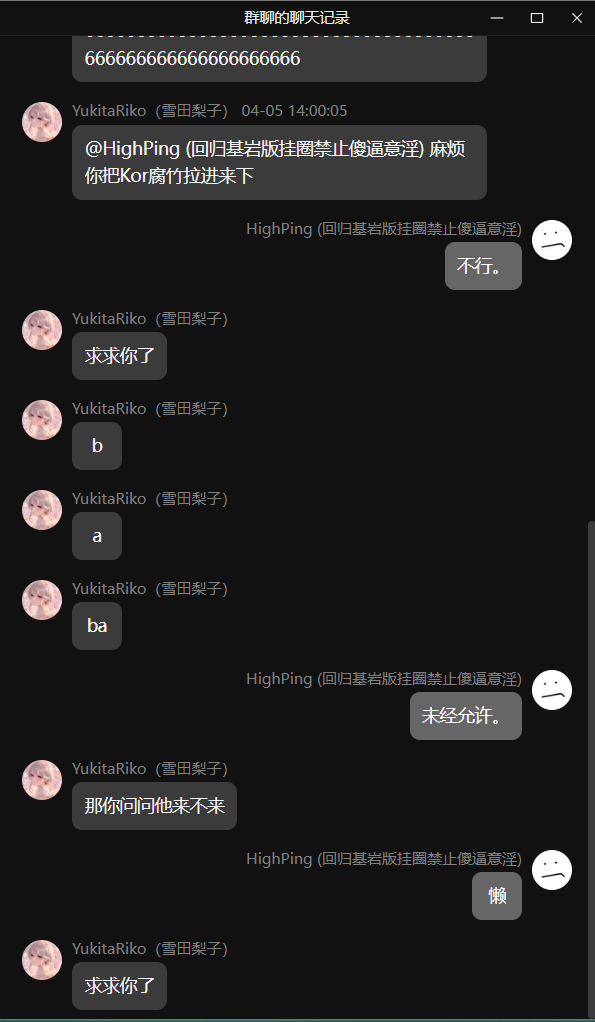 群聊的聊天记录
666666666666666666666
YukitaRiko（雪田梨子） 04-05 14:00:05
@HighPing (回归基岩版挂圈禁止傻逼意淫) 麻烦
你把Kor腐竹拉进来下
HighPing (回归基岩版挂圈禁止傻逼意淫)
不行。
YukitaRiko（雪田梨子）
求求你了
YukitaRiko（雪田梨子）
b
YukitaRiko（雪田梨子）
a
YukitaRiko（雪田梨子）
ba
HighPing (回归基岩版挂圈禁止傻逼意淫)
未经允许。
YukitaRiko（雪田梨子）
那你问问他来不来
HighPing (回归基岩版挂圈禁止傻逼意淫)
懒
YukitaRiko（雪田梨子）
求求你了